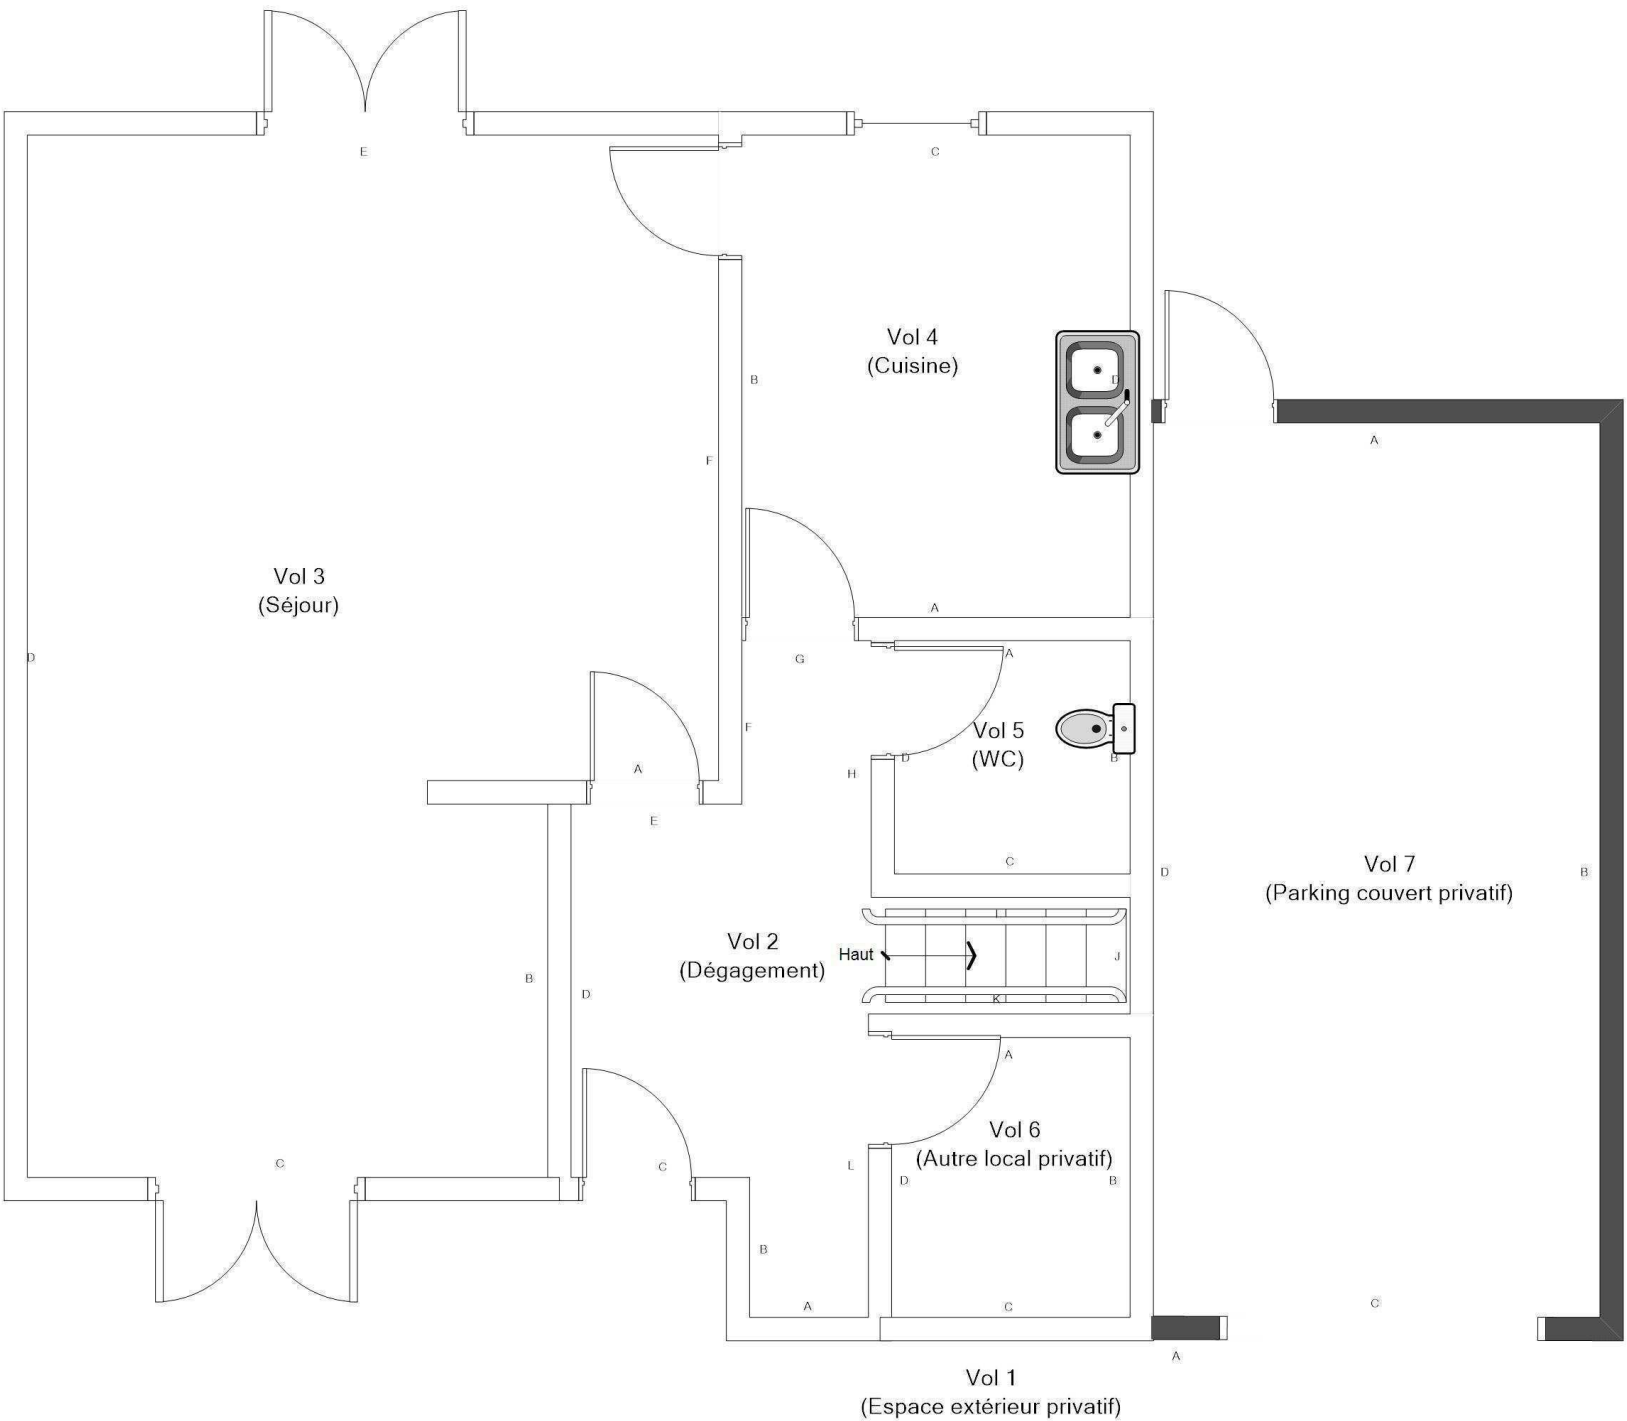 E
C
Vol 4
(Cuisine)
B
D
A
F
Vol 3
(Séjour)
A
G
A
D
F
Vol 5
(WC)
D
B
A
H
E
C
Vol 7
(Parking couvert privatif)
D
B
Vol 2
(Dégagement)
Haut
J
B
D
K
A
Vol 6
(Autre local privatif)
C
C
L
D
B
B
A
C
C
A
Vol 1
(Espace extérieur privatif)